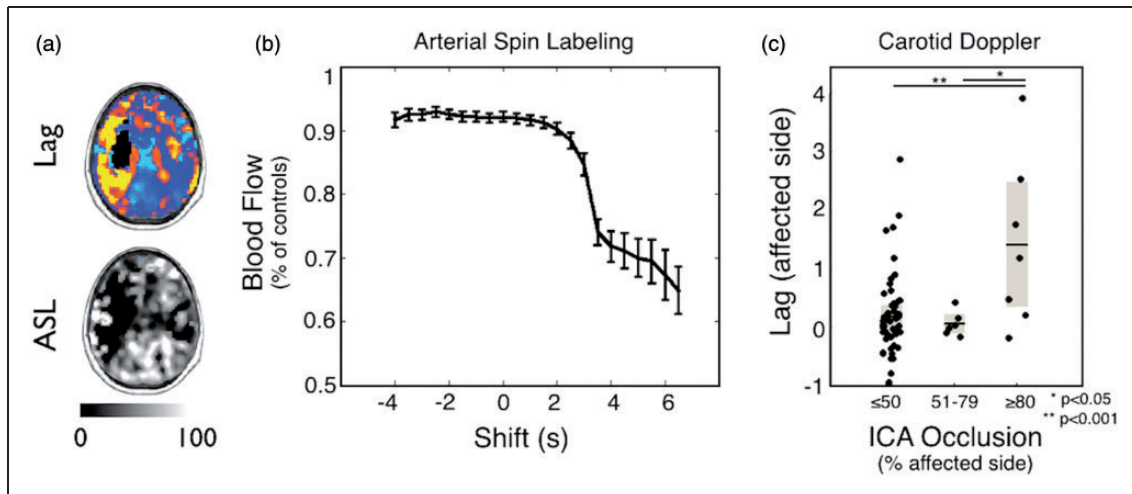 (a)
Lag
ASL
0 100
(b)
Arterial Spin Labeling
Blood Flow
(% of controls)
1
0.9
0.8
0.7
0.6
0.5
-4 -2 0 2 4 6
Shift (s)
(c)
Carotid Doppler
** *
Lag (affected side)
4
3
2
1
0
-1
≤50 51-79 ≥80
* p<0.05
** p<0.001
ICA Occlusion
(% affected side)